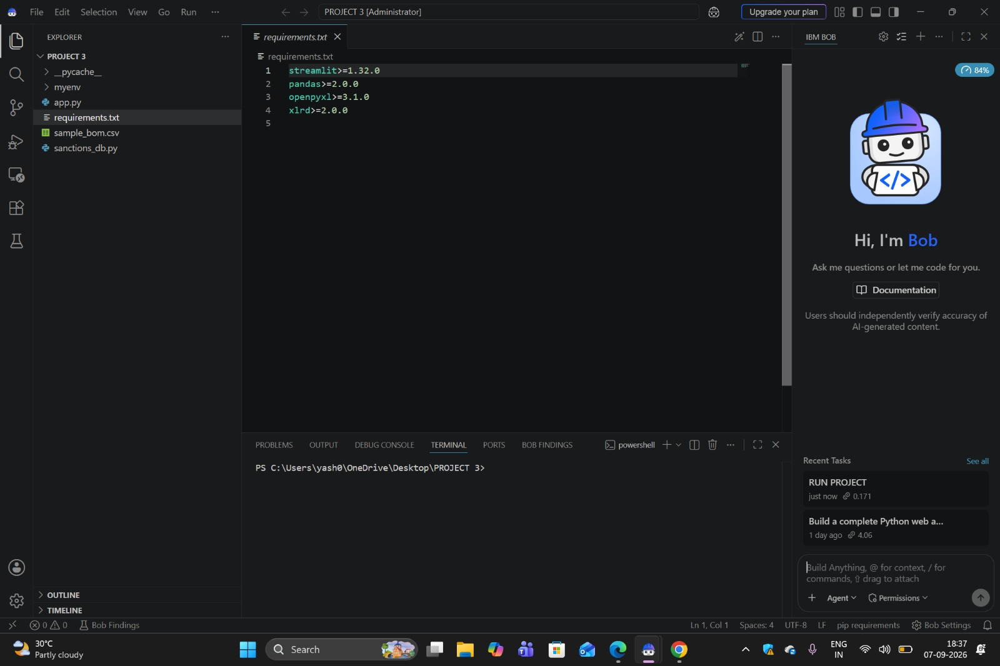 File Edit Selection View Go Run ···
PROJECT 3 [Administrator]
Upgrade your plan
EXPLORER
PROJECT 3
__pycache__
myenv
app.py
requirements.txt
sample_bom.csv
sanctions_db.py
OUTLINE
TIMELINE
requirements.txt
requirements.txt
1 streamlit>=1.32.0
2 pandas>=2.0.0
3 openpyxl>=3.1.0
4 xlrd>=2.0.0
5
PROBLEMS OUTPUT DEBUG CONSOLE TERMINAL PORTS BOB FINDINGS
powershell
PS C:\Users\yash0\OneDrive\Desktop\PROJECT 3>
IBM BOB
84%
</>
Hi, I'm Bob
Ask me questions or let me code for you.
Documentation
Users should independently verify accuracy of
AI-generated content.
Recent Tasks See all
RUN PROJECT
just now 0.171
Build a complete Python web a...
1 day ago 4.06
Build Anything, @ for context, / for
commands, ⇧ drag to attach
Agent Permissions
0 0 Bob Findings
Ln 1, Col 1 Spaces: 4 UTF-8 LF pip requirements Bob Settings
30°C
Partly cloudy
Search
ENG
IN
18:37
07-09-2026